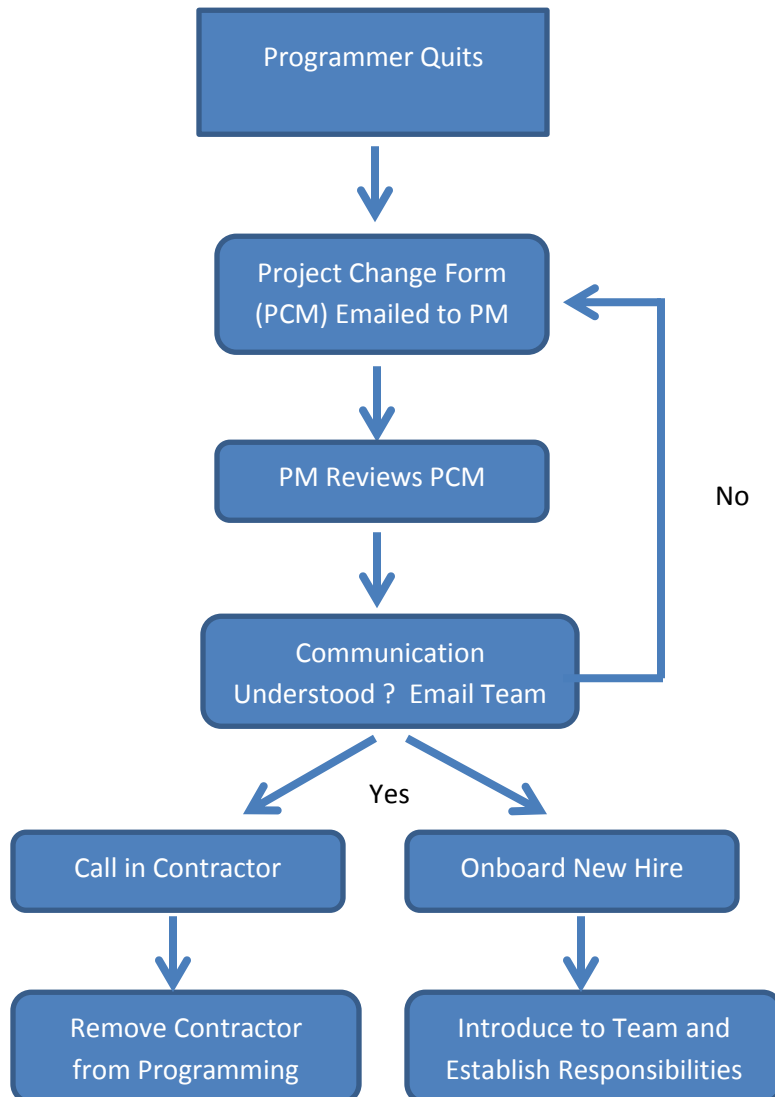 Programmer Quits
Project Change Form
(PCM) Emailed to PM
PM Reviews PCM
No
Communication
Understood ? Email Team
Yes
Call in Contractor
Onboard New Hire
Remove Contractor
from Programming
Introduce to Team and
Establish Responsibilities